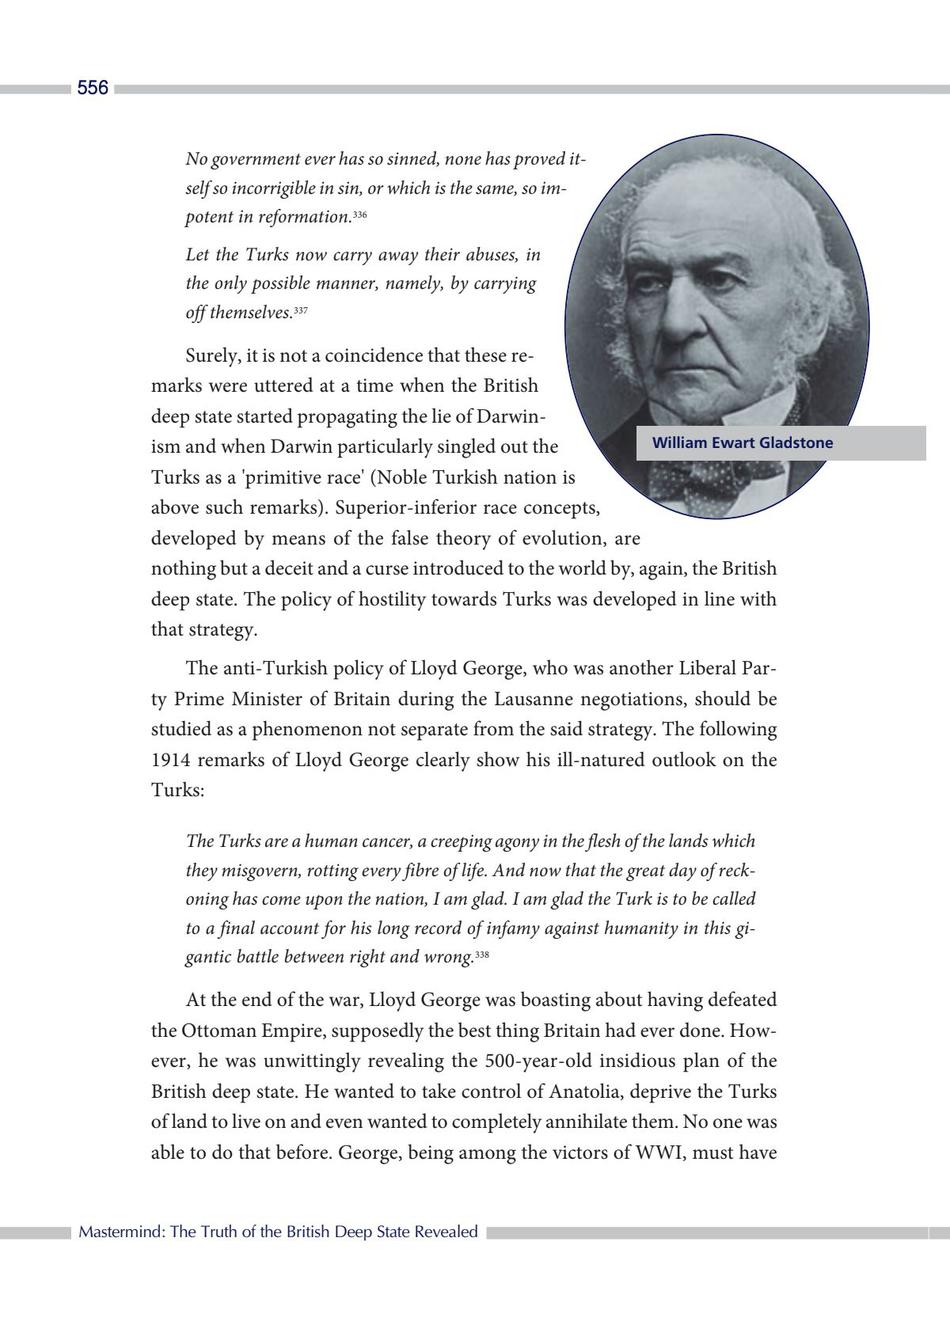 556
No government ever has so sinned, none has proved it-
self so incorrigible in sin, or which is the same, so im-
potent in reformation.336
Let the Turks now carry away their abuses, in
the only possible manner, namely, by carrying
off themselves.337
William Ewart Gladstone
Surely, it is not a coincidence that these re-
marks were uttered at a time when the British
deep state started propagating the lie of Darwin-
ism and when Darwin particularly singled out the
Turks as a 'primitive race' (Noble Turkish nation is
above such remarks). Superior-inferior race concepts,
developed by means of the false theory of evolution, are
nothing but a deceit and a curse introduced to the world by, again, the British
deep state. The policy of hostility towards Turks was developed in line with
that strategy.
The anti-Turkish policy of Lloyd George, who was another Liberal Par-
ty Prime Minister of Britain during the Lausanne negotiations, should be
studied as a phenomenon not separate from the said strategy. The following
1914 remarks of Lloyd George clearly show his ill-natured outlook on the
Turks:
The Turks are a human cancer, a creeping agony in the flesh of the lands which
they misgovern, rotting every fibre of life. And now that the great day of reck-
oning has come upon the nation, I am glad. I am glad the Turk is to be called
to a final account for his long record of infamy against humanity in this gi-
gantic battle between right and wrong.338
At the end of the war, Lloyd George was boasting about having defeated
the Ottoman Empire, supposedly the best thing Britain had ever done. How-
ever, he was unwittingly revealing the 500-year-old insidious plan of the
British deep state. He wanted to take control of Anatolia, deprive the Turks
of land to live on and even wanted to completely annihilate them. No one was
able to do that before. George, being among the victors of WWI, must have
Mastermind: The Truth of the British Deep State Revealed